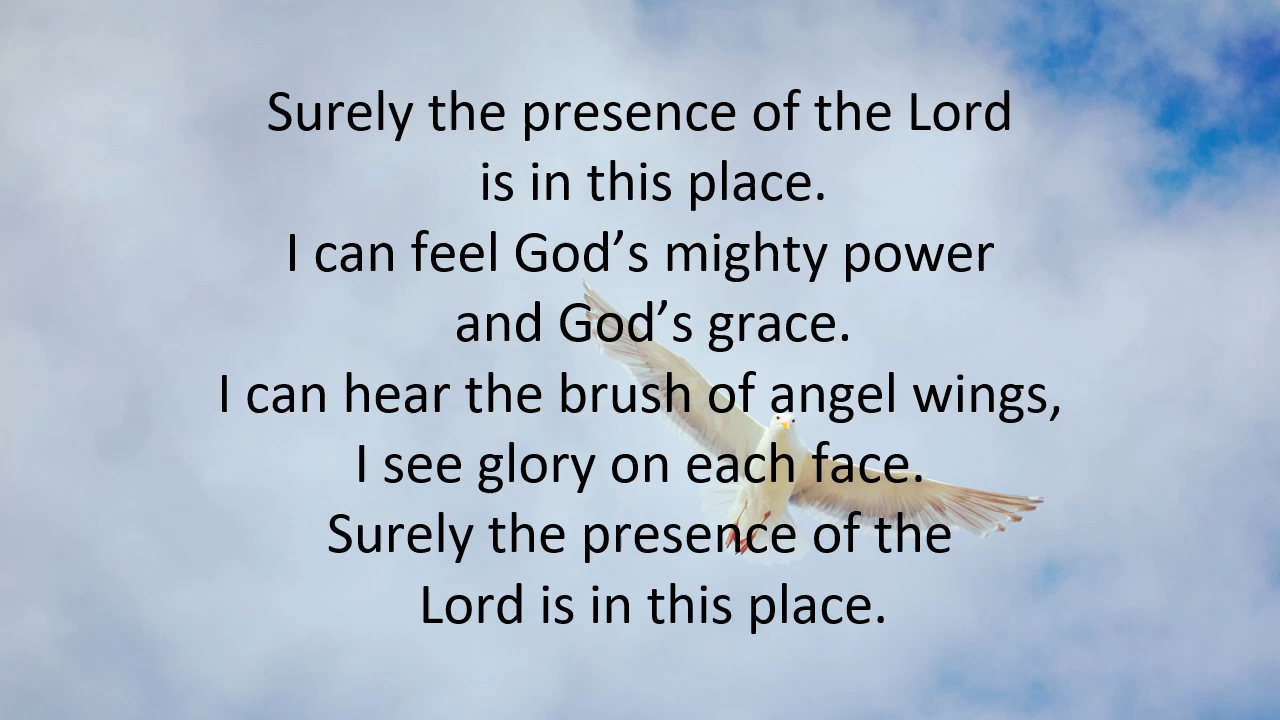 Surely the presence of the Lord
is in this place.
I can feel God’s mighty power
and God’s grace.
I can hear the brush of angel wings,
I see glory on each face.
Surely the presence of the
Lord is in this place.